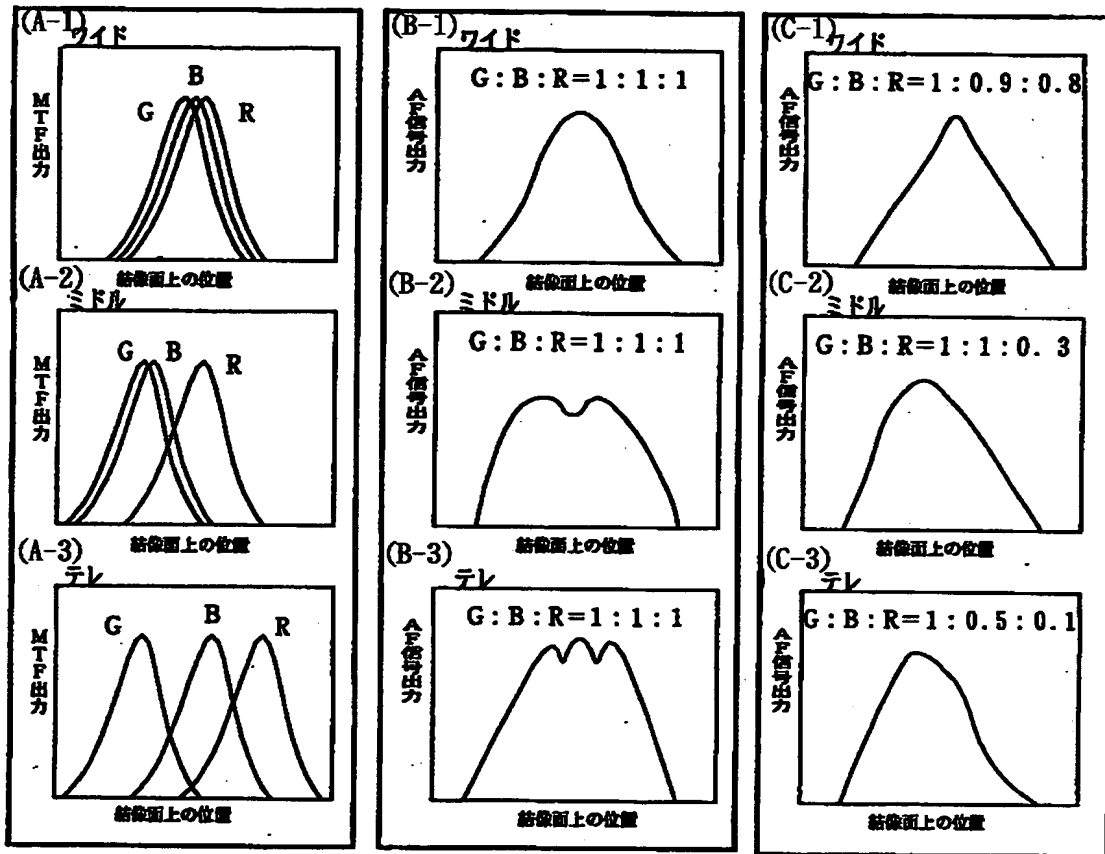 (A-1)
ワイド
B
G
R
MTF出力
結像面上の位置
(A-2)
ミドル
G
B
R
MTF出力
結像面上の位置
(A-3)
テレ
G
B
R
MTF出力
結像面上の位置
(B-1)
ワイド
G:B:R=1:1:1
AF信号出力
結像面上の位置
(B-2)
ミドル
G:B:R=1:1:1
AF信号出力
結像面上の位置
(B-3)
テレ
G:B:R=1:1:1
AF信号出力
結像面上の位置
(C-1)
ワイド
G:B:R=1:0.9:0.8
AF信号出力
結像面上の位置
(C-2)
ミドル
G:B:R=1:1:0.3
AF信号出力
結像面上の位置
(C-3)
テレ
G:B:R=1:0.5:0.1
AF信号出力
結像面上の位置